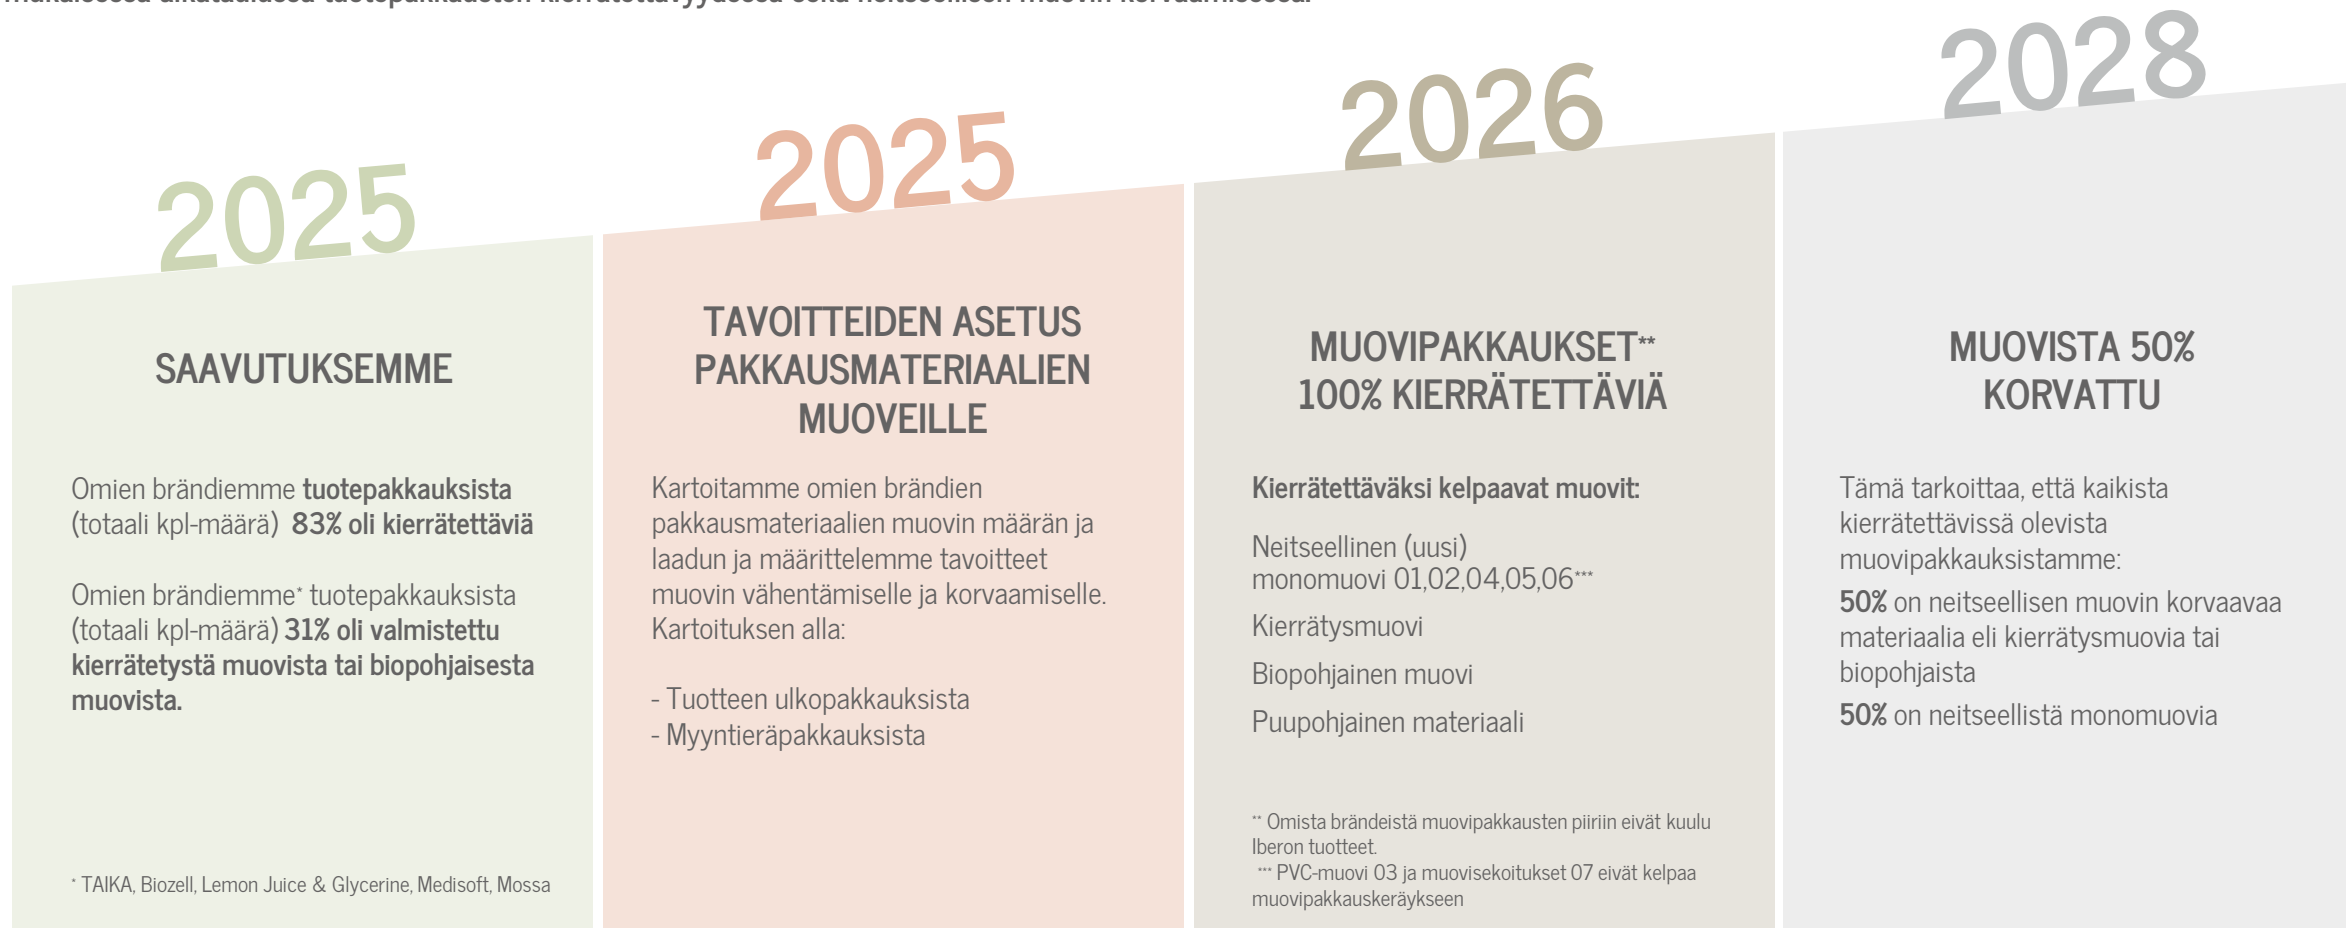 2025
SAAVUTUKSEMME
Omien brändiemme tuotepakkauksista
(totaali kpl-määrä) 83% oli kierrätettäviä
Omien brändiemme* tuotepakkauksista
(totaali kpl-määrä) 31% oli valmistettu
kierrätetystä muovista tai biopohjaisesta
muovista.
* TAIKA, Biozell, Lemon Juice & Glycerine, Medisoft, Mossa
2025
TAVOITTEIDEN ASETUS
PAKKAUSMATERIAALIEN
MUOVEILLE
Kartoitamme omien brändien
pakkausmateriaalien muovin määrän ja
laadun ja määrittelemme tavoitteet
muovin vähentämiselle ja korvaamiselle.
Kartoituksen alla:
- Tuotteen ulkopakkauksista
- Myyntieräpakkauksista
2026
MUOVIPAKKAUKSET**
100% KIERRÄTETTÄVIÄ
Kierrätettäväksi kelpaavat muovit:
Neitseellinen (uusi)
monomuovi 01,02,04,05,06***
Kierrätysmuovi
Biopohjainen muovi
Puupohjainen materiaali
** Omista brändeistä muovipakkausten piiriin eivät kuulu
Iberon tuotteet.
*** PVC-muovi 03 ja muovisekoitukset 07 eivät kelpaa
muovipakkauskeräykseen
2028
MUOVISTA 50%
KORVATTU
Tämä tarkoittaa, että kaikista
kierrätettävissä olevista
muovipakkauksistamme:
50% on neitseellisen muovin korvaavaa
materiaalia eli kierrätysmuovia tai
biopohjaista
50% on neitseellistä monomuovia